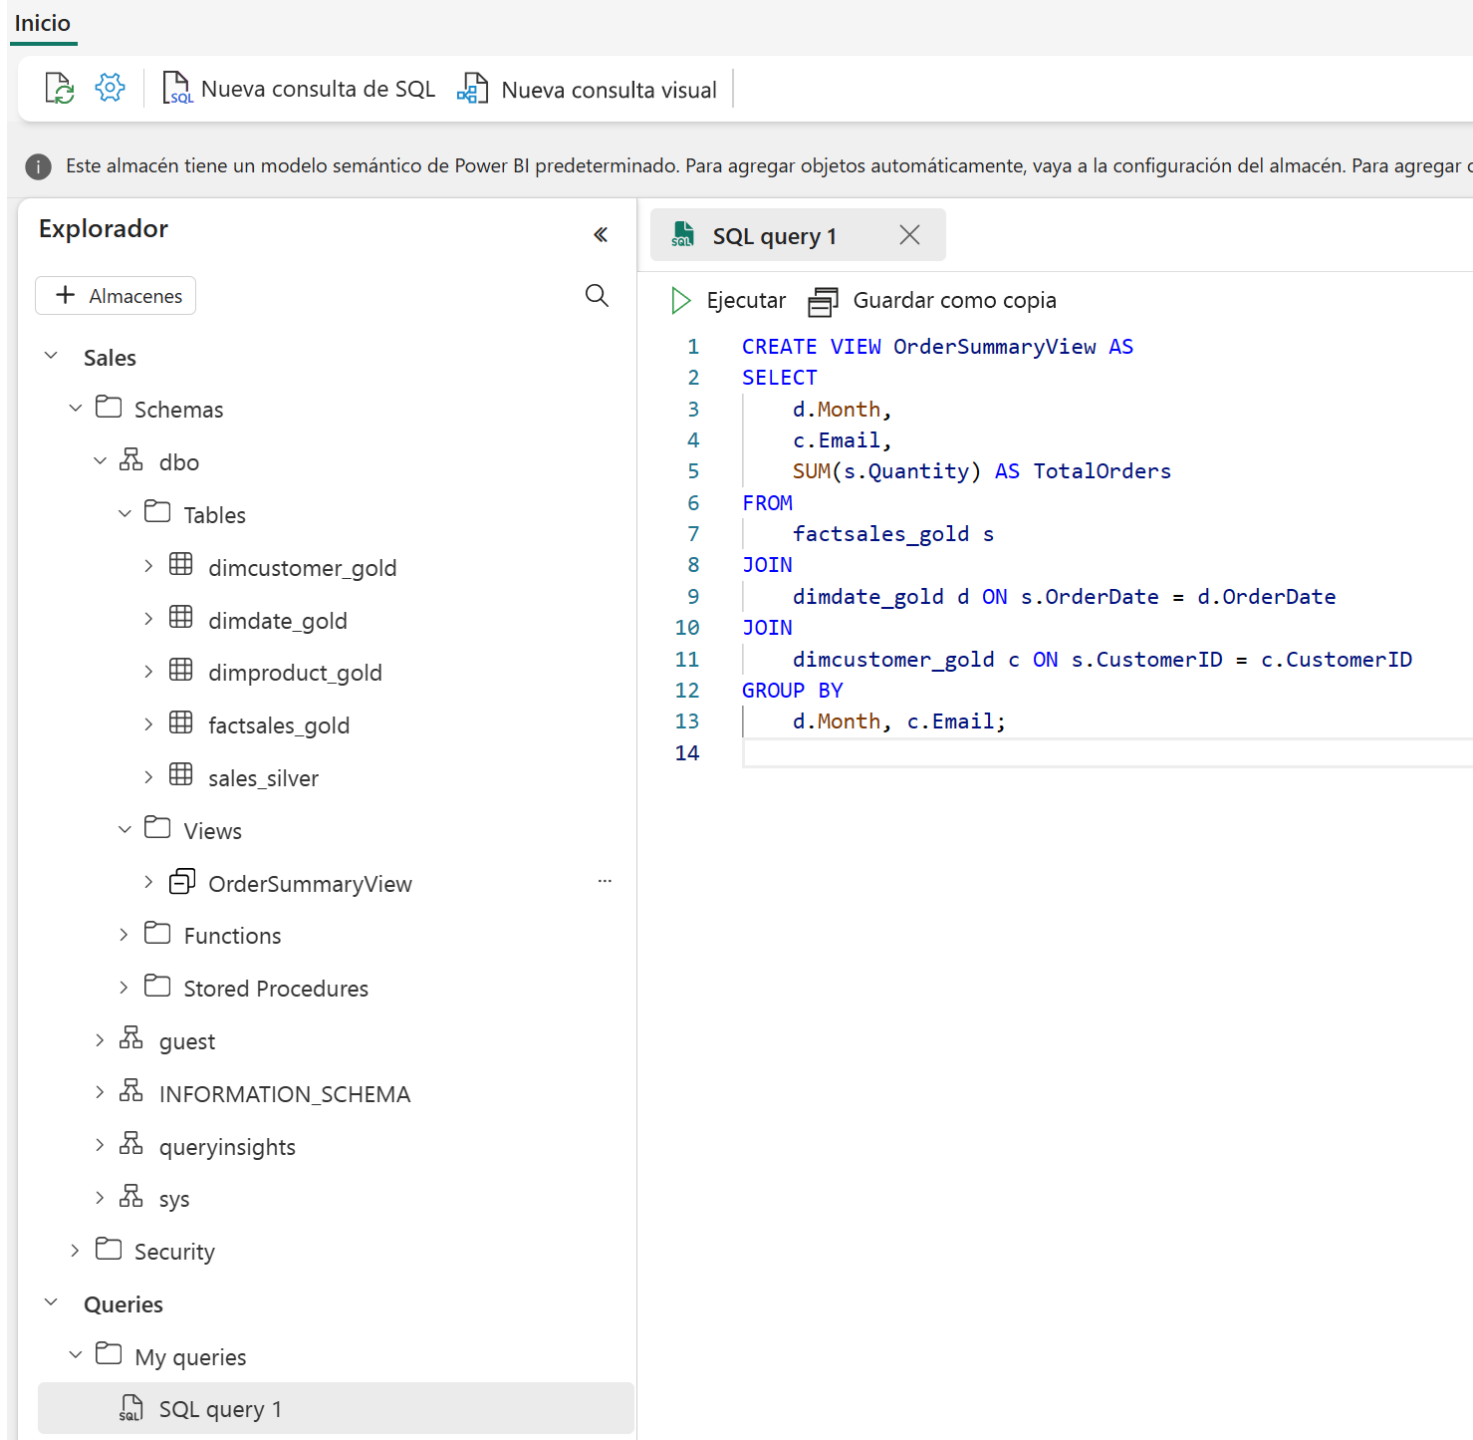 Inicio
Nueva consulta de SQL
Nueva consulta visual
Este almacén tiene un modelo semántico de Power BI predeterminado. Para agregar objetos automáticamente, vaya a la configuración del almacén. Para agregar
Explorador
Almacenes
Sales
Schemas
dbo
Tables
dimcustomer_gold
dimdate_gold
dimproduct_gold
factsales_gold
sales_silver
Views
OrderSummaryView
...
Functions
Stored Procedures
guest
INFORMATION_SCHEMA
queryinsights
sys
Security
Queries
My queries
SQL query 1
SQL query 1
Ejecutar
Guardar como copia
1 CREATE VIEW OrderSummaryView AS
2 SELECT
3 d.Month,
4 c.Email,
5 SUM(s.Quantity) AS TotalOrders
6 FROM
7 factsales_gold s
8 JOIN
9 dimdate_gold d ON s.OrderDate = d.OrderDate
10 JOIN
11 dimcustomer_gold c ON s.CustomerID = c.CustomerID
12 GROUP BY
13 d.Month, c.Email;
14